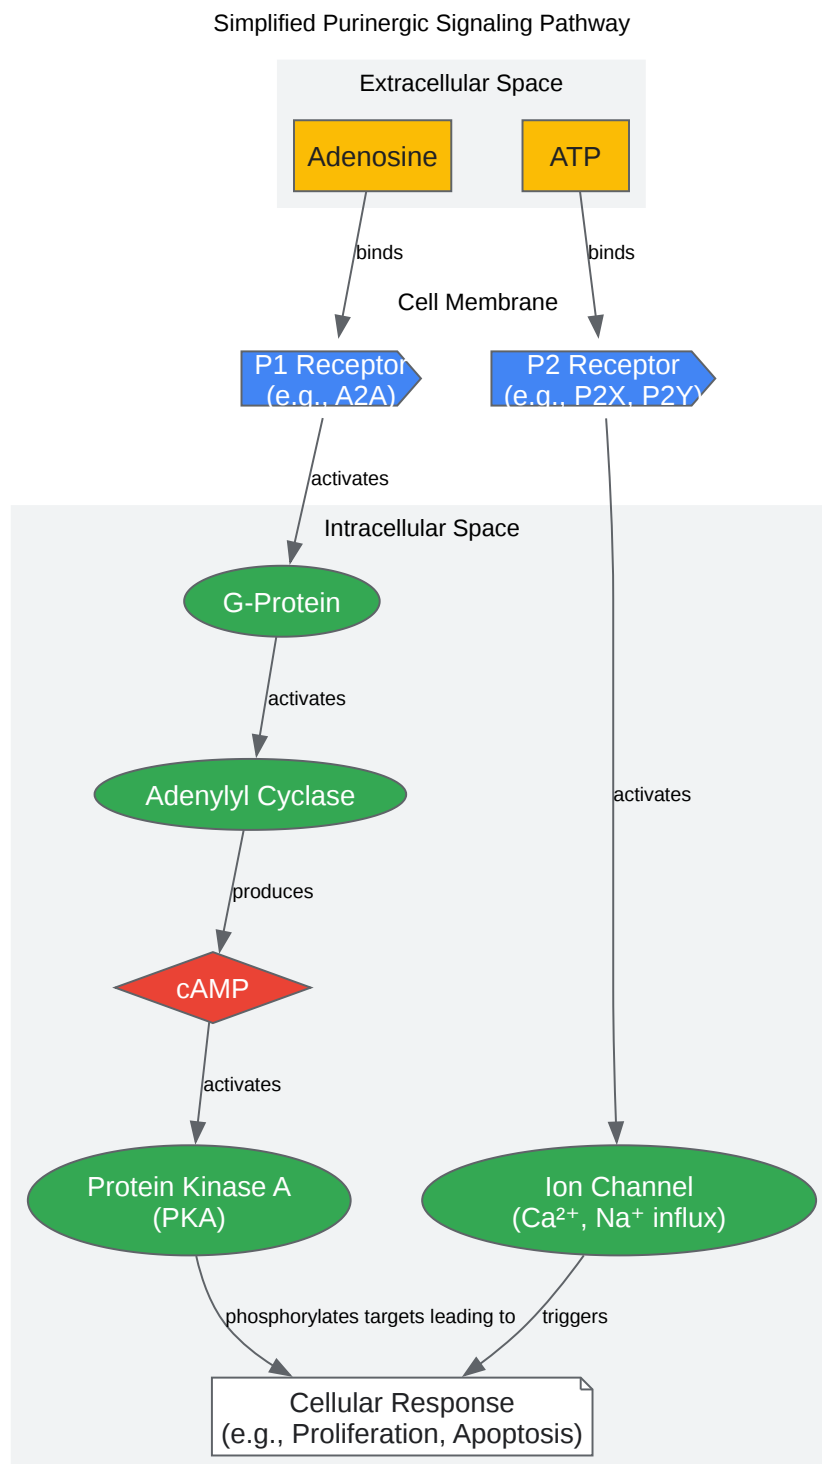 Simplified Purinergic Signaling Pathway
Extracellular Space
Adenosine
ATP
binds
binds
Cell Membrane
P1 Receptor
(e.g., A2A)
P2 Receptor
(e.g., P2X, P2Y)
activates
Intracellular Space
G-Protein
activates
Adenylyl Cyclase
activates
produces
cAMP
activates
Protein Kinase A
(PKA)
Ion Channel
(Ca²⁺, Na⁺ influx)
phosphorylates targets leading to
triggers
Cellular Response
(e.g., Proliferation, Apoptosis)